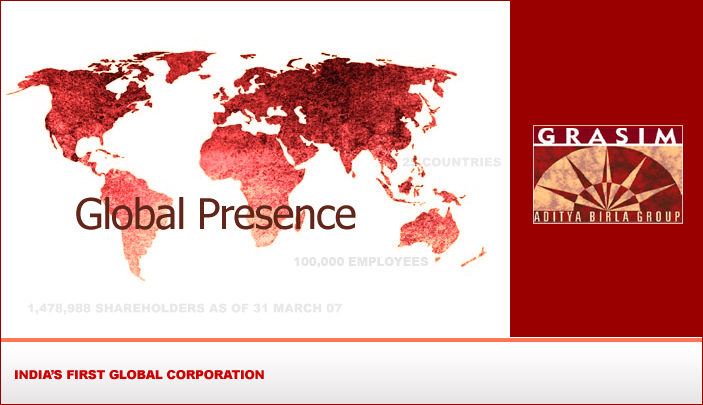 25 COUNTRIES
Global Presence
100,000 EMPLOYEES
1,478,988 SHAREHOLDERS AS OF 31 MARCH 07
GRASIM
ADITYA BIRLA GROUP
INDIA'S FIRST GLOBAL CORPORATION